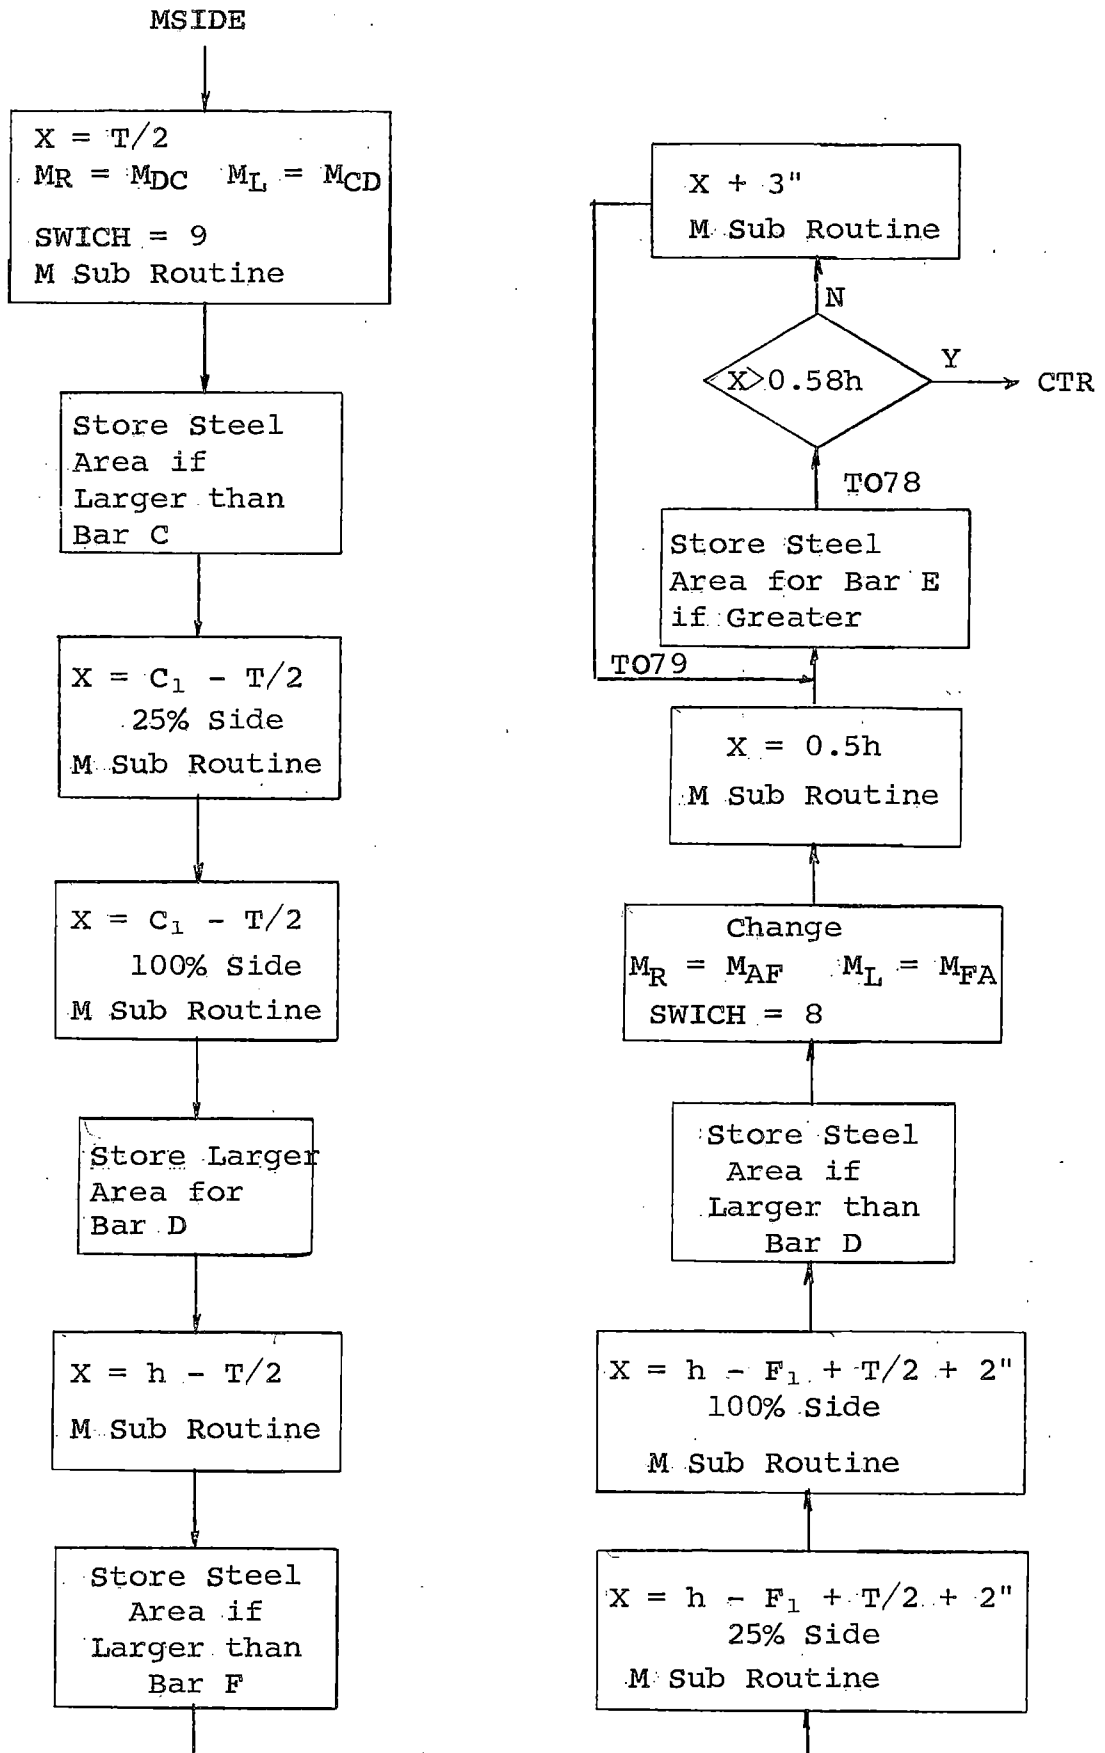 MSIDE
X = T/2
MR = MDC ML = MCD
SWICH = 9
M Sub Routine
Store Steel
Area if
Larger than
Bar C
X = C1 - T/2
25% Side
M Sub Routine
X = C1 - T/2
100% Side
M Sub Routine
Store Larger
Area for
Bar D
X = h - T/2
M Sub Routine
Store Steel
Area if
Larger than
Bar F
X = h - F1 + T/2 + 2"
25% Side
M Sub Routine
X = h - F1 + T/2 + 2"
100% Side
M Sub Routine
Store Steel
Area if
Larger than
Bar D
Change
MR = MAF ML = MFA
SWICH = 8
X = 0.5h
M Sub Routine
TO79
Store Steel
Area for Bar E
if Greater
TO78
X>0.58h
Y
CTR
N
X + 3"
M Sub Routine